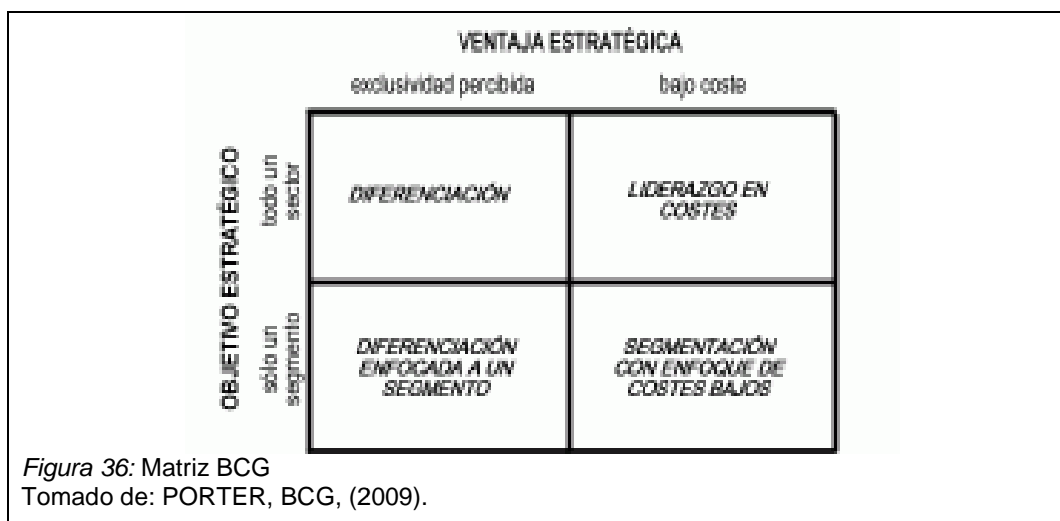 VENTAJA ESTRATÉGICA
exclusividad percibida
bajo coste
OBJETIVO ESTRATÉGICO
todo un
sector
DIFERENCIACIÓN
LIDERAZGO EN
COSTES
sólo un
segmento
DIFERENCIACIÓN
ENFOCADA A UN
SEGMENTO
SEGMENTACIÓN
CON ENFOQUE DE
COSTES BAJOS
Figura 36: Matriz BCG
Tomado de: PORTER, BCG, (2009).